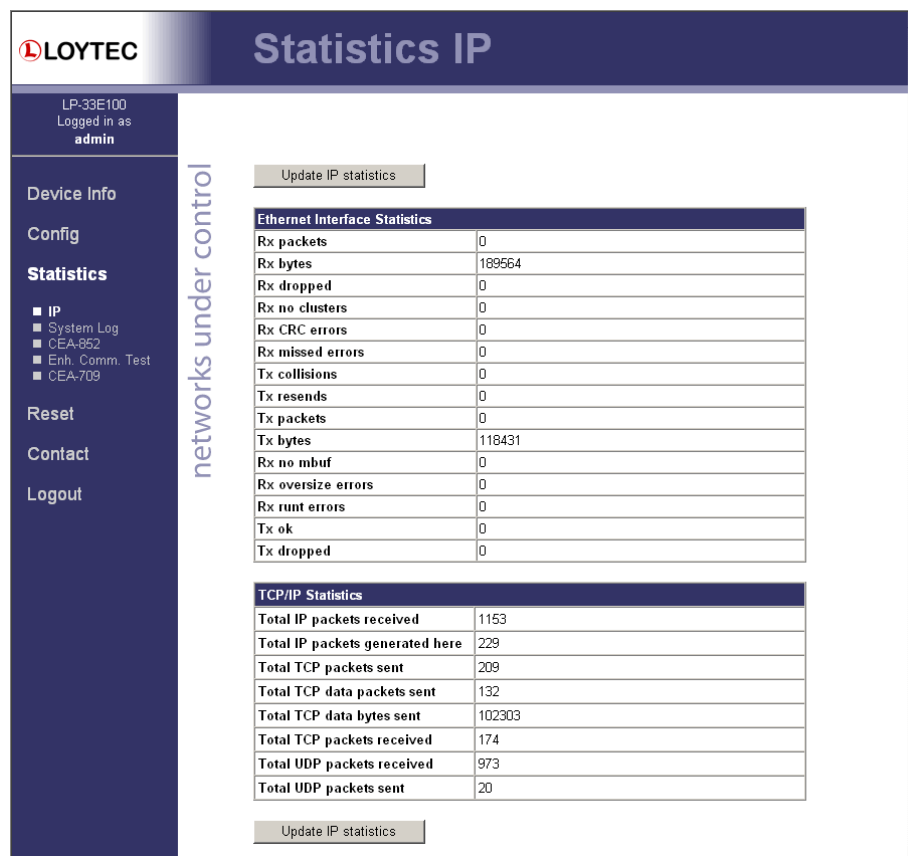 LOYTEC
Statistics IP
LP-33E100
Logged in as
admin
Device Info
Config
Statistics
IP
System Log
CEA-852
Enh. Comm. Test
CEA-709
Reset
Contact
Logout
networks under control
Update IP statistics
Ethernet Interface Statistics
Rx packets 0
Rx bytes 189564
Rx dropped 0
Rx no clusters 0
Rx CRC errors 0
Rx missed errors 0
Tx collisions 0
Tx resends 0
Tx packets 0
Tx bytes 118431
Rx no mbuf 0
Rx oversize errors 0
Rx runt errors 0
Tx ok 0
Tx dropped 0
TCP/IP Statistics
Total IP packets received 1153
Total IP packets generated here 229
Total TCP packets sent 209
Total TCP data packets sent 132
Total TCP data bytes sent 102303
Total TCP packets received 174
Total UDP packets received 973
Total UDP packets sent 20
Update IP statistics